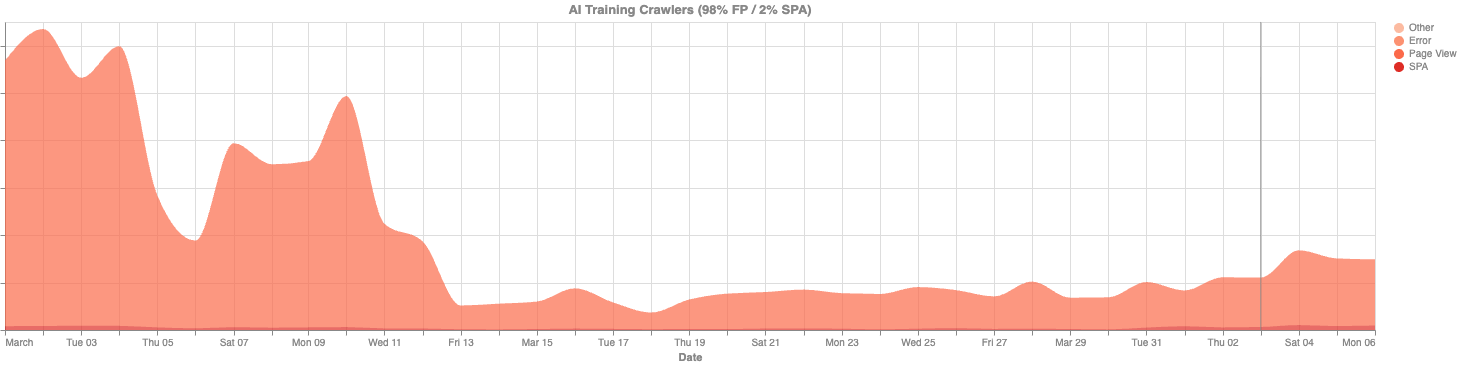 AI Training Crawlers (98% FP / 2% SPA)
Other
Error
Page View
SPA
March Tue 03 Thu 05 Sat 07 Mon 09 Wed 11 Fri 13 Mar 15 Tue 17 Thu 19 Sat 21 Mon 23 Wed 25 Fri 27 Mar 29 Tue 31 Thu 02 Sat 04 Mon 06
Date